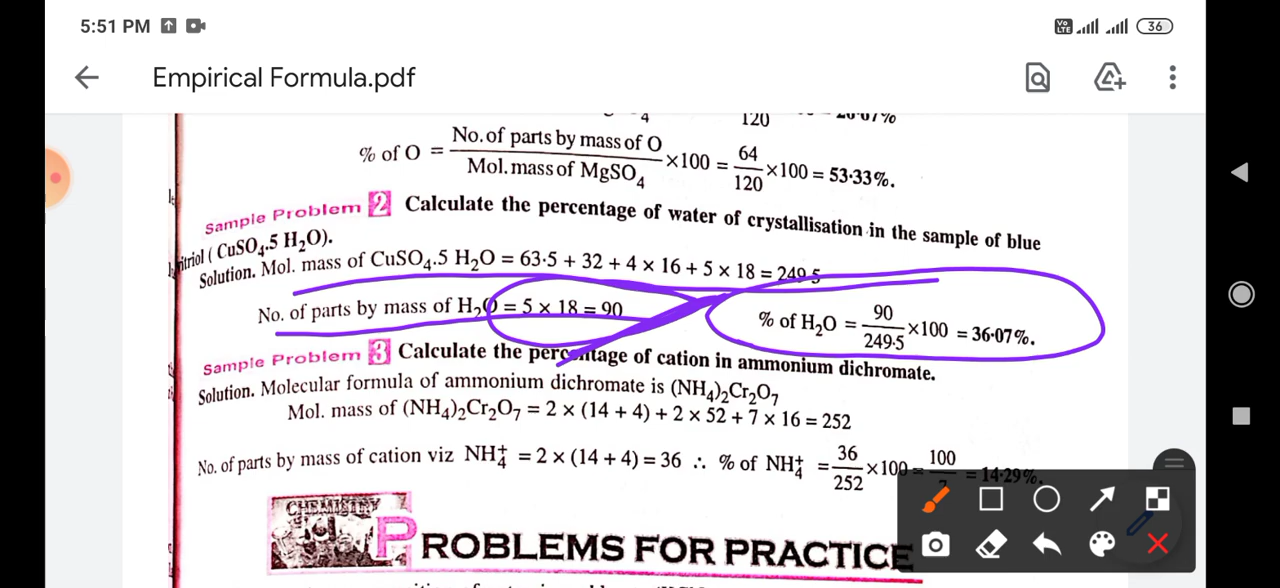 5:51 PM
Vo LTE 36
Empirical Formula.pdf
4 120
% of O = No. of parts by mass of O / Mol. mass of MgSO4 ×100 = 64/120 ×100 = 53·33%.
Sample Problem 2 Calculate the percentage of water of crystallisation in the sample of blue
vitriol ( CuSO4.5 H2O).
Solution. Mol. mass of CuSO4.5 H2O = 63·5 + 32 + 4 × 16 + 5 × 18 = 249·5
No. of parts by mass of H2O = 5 × 18 = 90
% of H2O = 90/249·5 ×100 = 36·07%.
Sample Problem 3 Calculate the percentage of cation in ammonium dichromate.
Solution. Molecular formula of ammonium dichromate is (NH4)2Cr2O7
Mol. mass of (NH4)2Cr2O7 = 2 × (14 + 4) + 2 × 52 + 7 × 16 = 252
No. of parts by mass of cation viz NH4+ = 2 × (14 + 4) = 36 ∴ % of NH4+ = 36/252 ×100 = 100/7 = 14·29%.
CHEMISTRY
PROBLEMS FOR PRACTICE